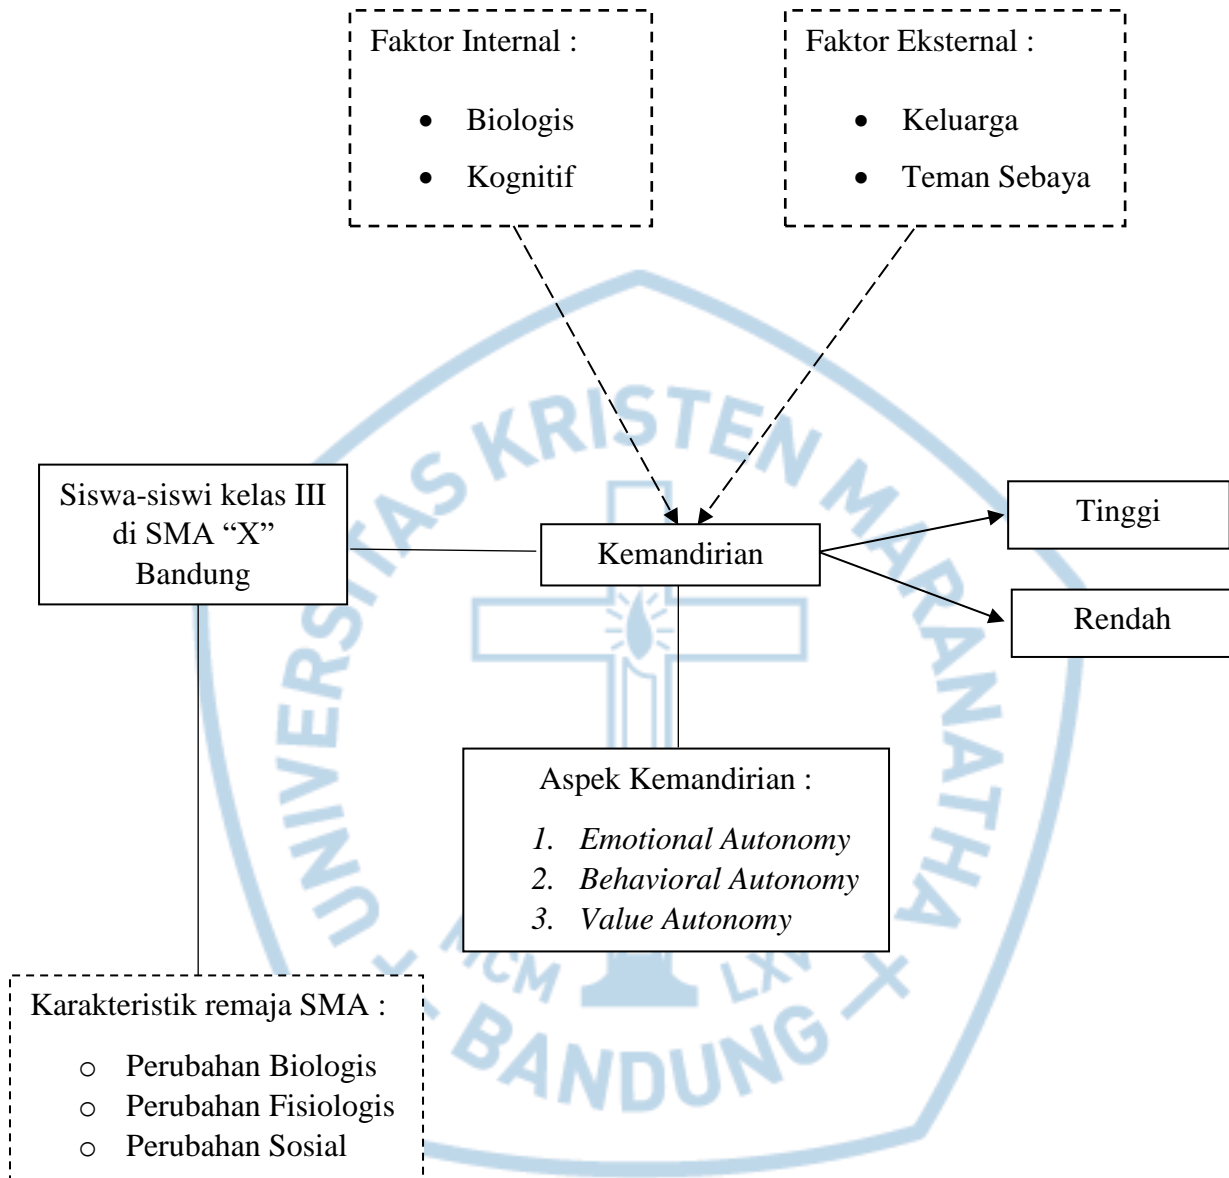 Faktor Internal :
• Biologis
• Kognitif
Faktor Eksternal :
• Keluarga
• Teman Sebaya
Siswa-siswi kelas III
di SMA “X”
Bandung
Kemandirian
Tinggi
Rendah
Aspek Kemandirian :
1. Emotional Autonomy
2. Behavioral Autonomy
3. Value Autonomy
Karakteristik remaja SMA :
o Perubahan Biologis
o Perubahan Fisiologis
o Perubahan Sosial
UNIVERSITAS KRISTEN MARANATHA
MCM
BANDUNG